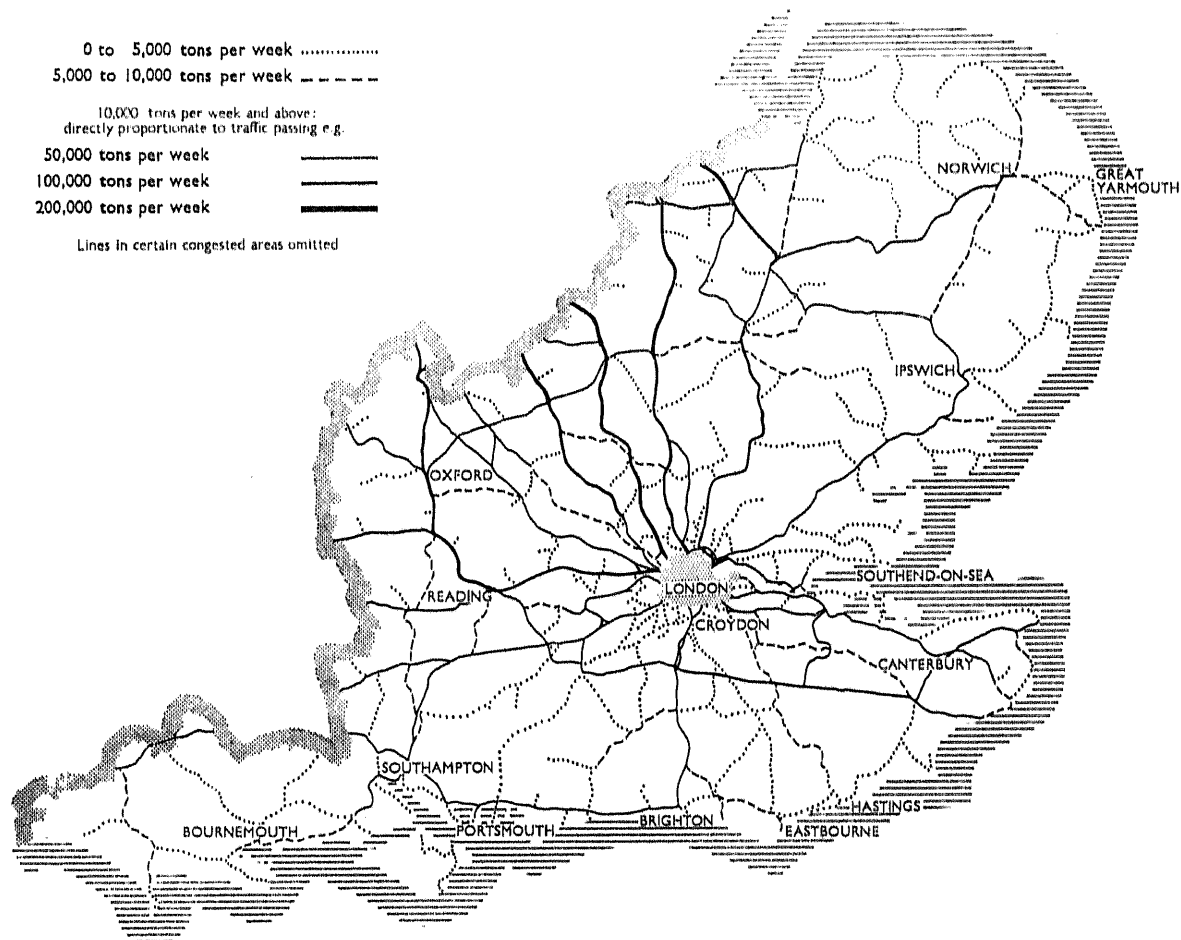 0 to 5,000 tons per week
5,000 to 10,000 tons per week
10,000 tons per week and above:
directly proportionate to traffic passing e.g.
50,000 tons per week
100,000 tons per week
200,000 tons per week
Lines in certain congested areas omitted
NORWICH
GREAT
YARMOUTH
IPSWICH
OXFORD
SOUTHEND-ON-SEA
READING
LONDON
CROYDON
CANTERBURY
SOUTHAMPTON
HASTINGS
BOURNEMOUTH
PORTSMOUTH
BRIGHTON
EASTBOURNE